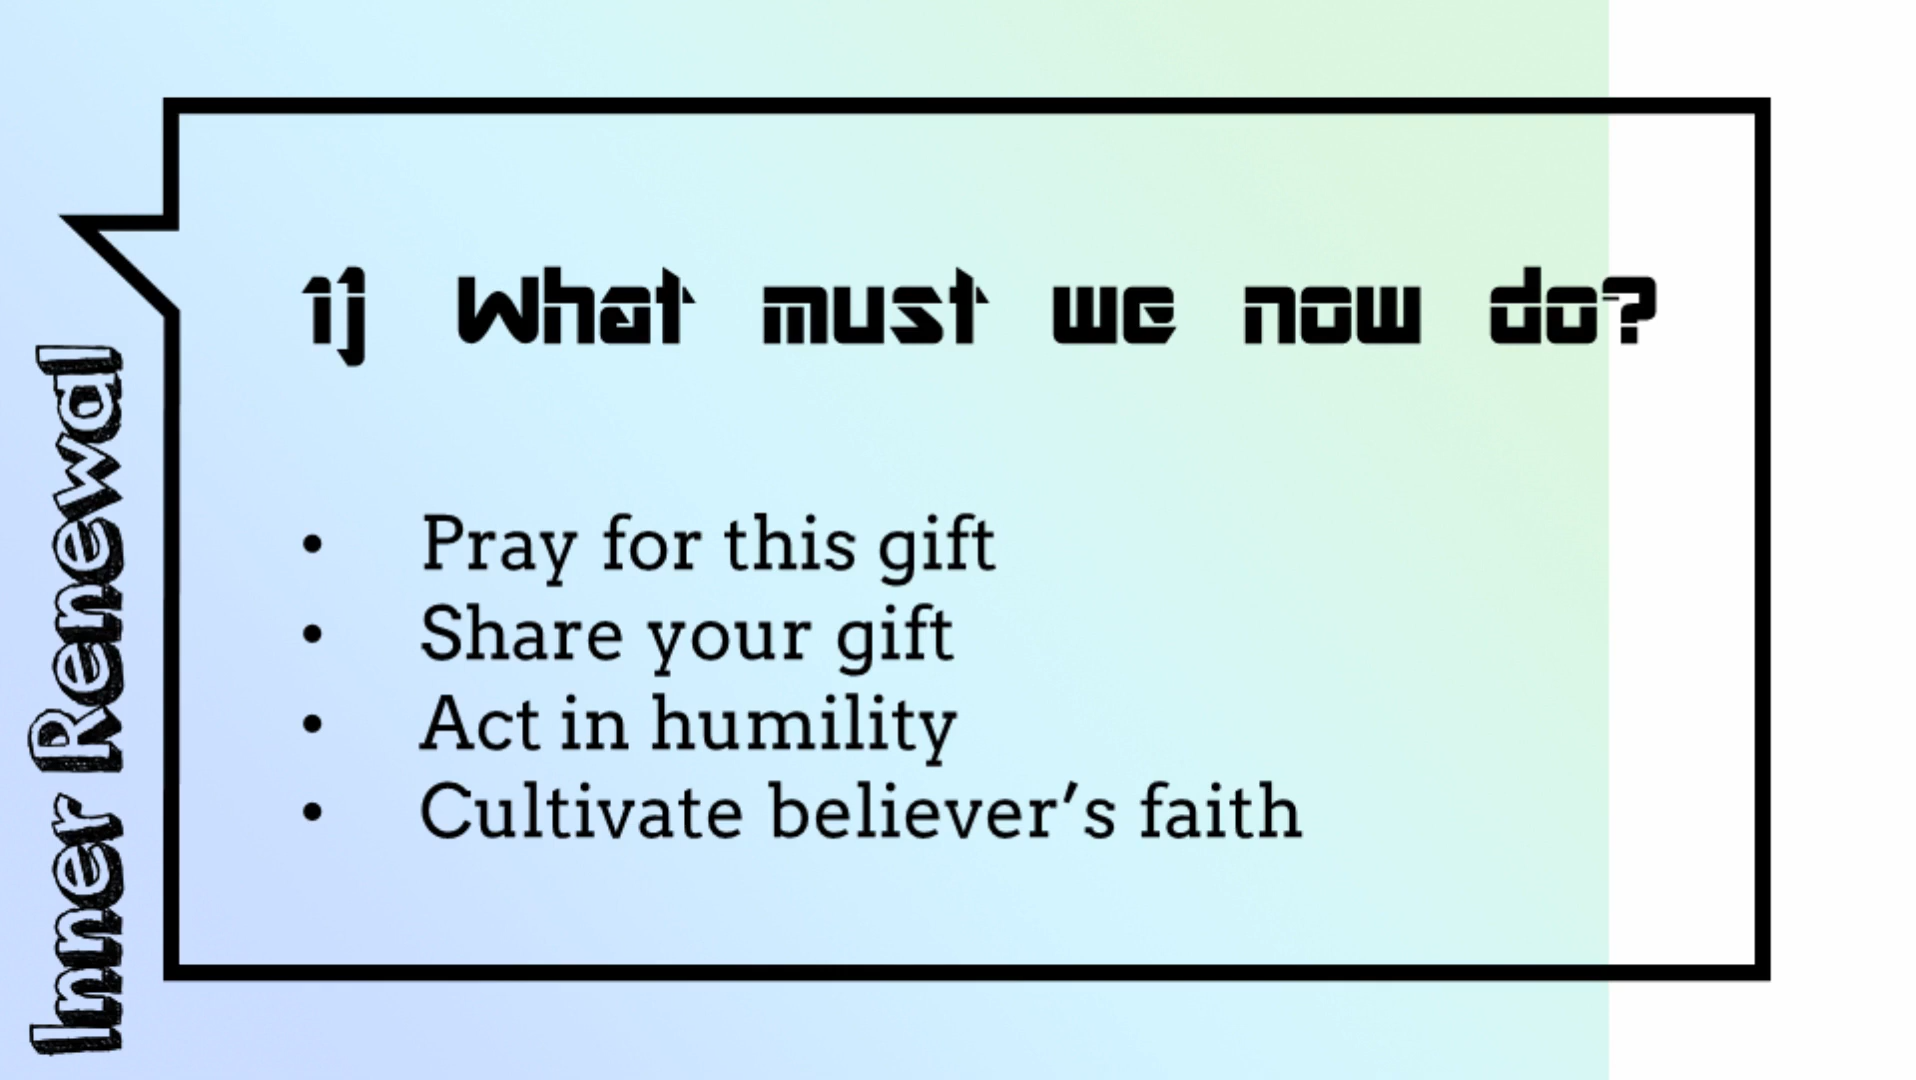 1) What must we now do?
• Pray for this gift
• Share your gift
• Act in humility
• Cultivate believer’s faith
Inner Renewal